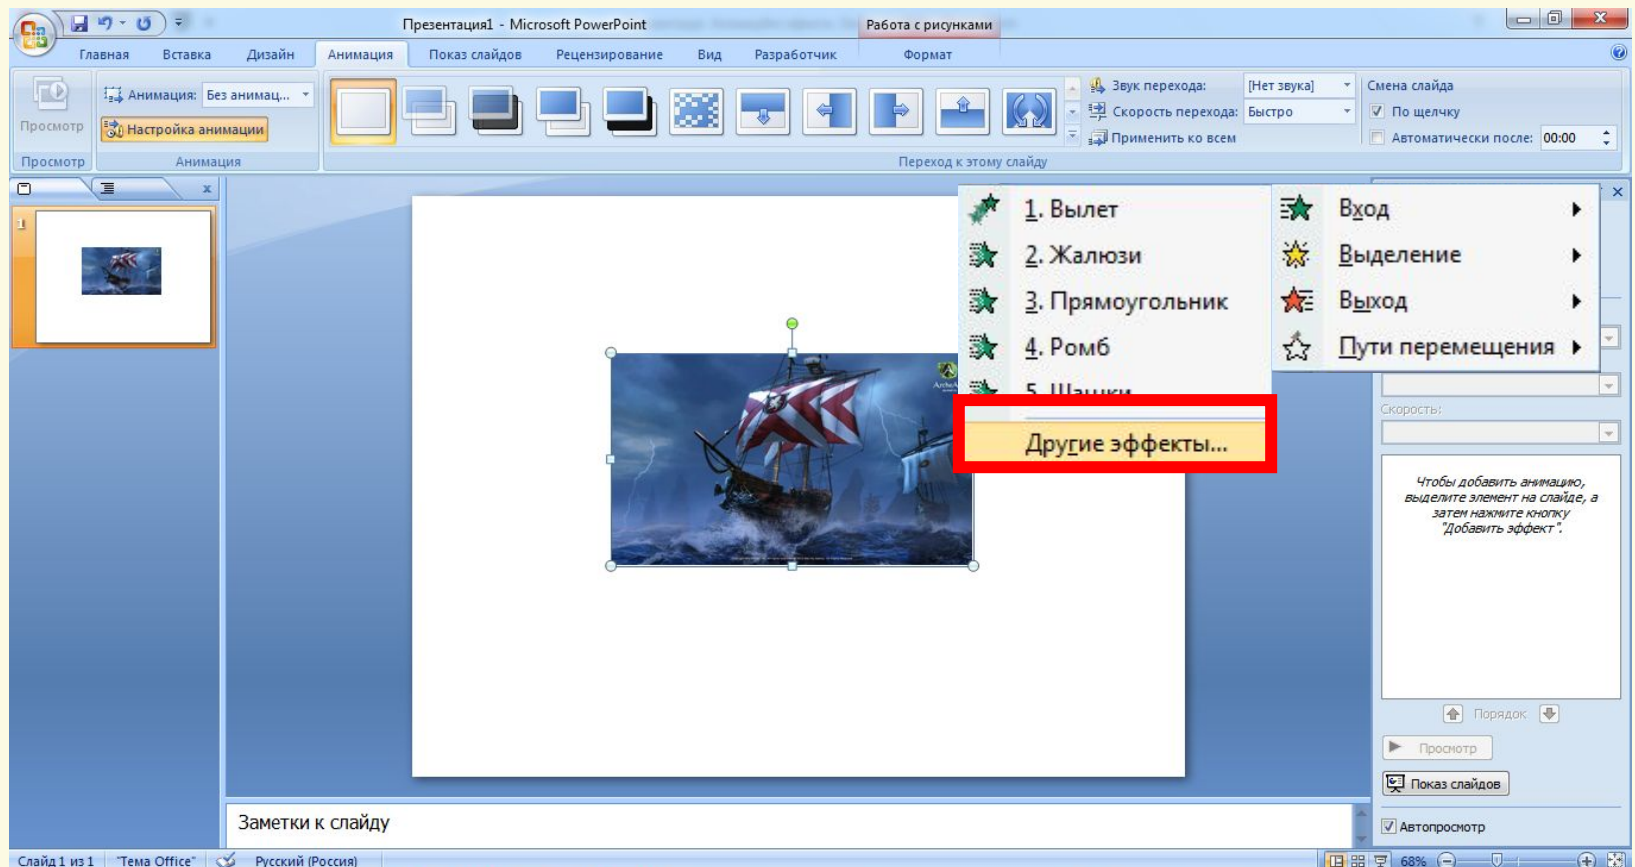 Презентация1 - Microsoft PowerPoint
Работа с рисунками
Главная
Вставка
Дизайн
Анимация
Показ слайдов
Рецензирование
Вид
Разработчик
Формат
Просмотр
Анимация: Без анимац...
Настройка анимации
Звук перехода: [Нет звука]
Скорость перехода: Быстро
Применить ко всем
Смена слайда
По щелчку
Автоматически после: 00:00
Просмотр
Анимация
Переход к этому слайду
1
1. Вылет
2. Жалюзи
3. Прямоугольник
4. Ромб
5. Шашки
Другие эффекты...
Вход
Выделение
Выход
Пути перемещения
Скорость:
Чтобы добавить анимацию,
выделите элемент на слайде, а
затем нажмите кнопку
"Добавить эффект".
Порядок
Просмотр
Показ слайдов
Автопросмотр
Заметки к слайду
Слайд 1 из 1
"Тема Office"
Русский (Россия)
68%